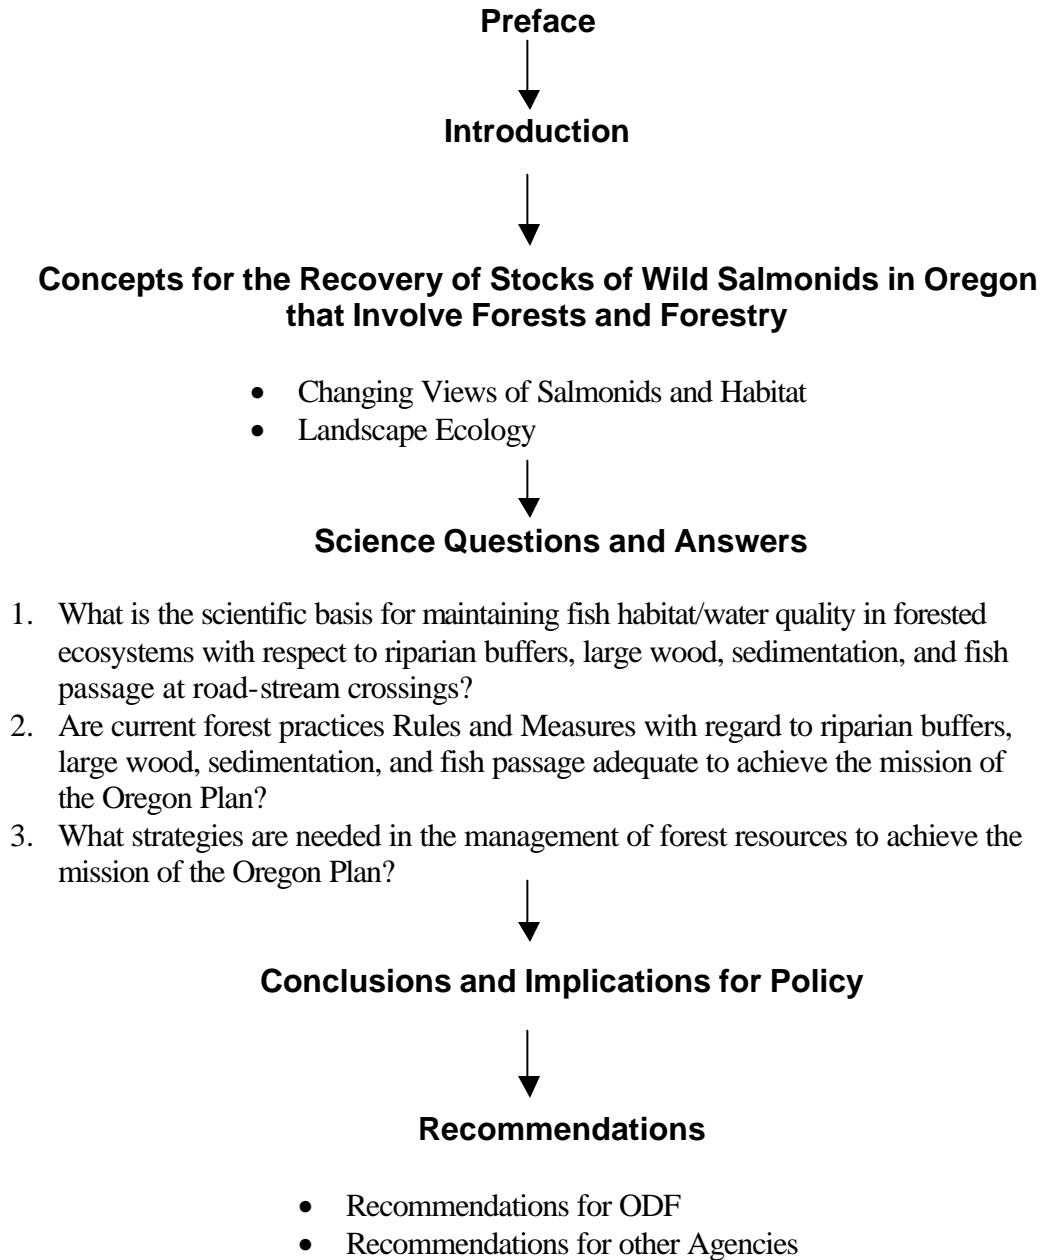 Preface
Introduction
Concepts for the Recovery of Stocks of Wild Salmonids in Oregon
that Involve Forests and Forestry
• Changing Views of Salmonids and Habitat
• Landscape Ecology
Science Questions and Answers
1. What is the scientific basis for maintaining fish habitat/water quality in forested
ecosystems with respect to riparian buffers, large wood, sedimentation, and fish
passage at road-stream crossings?
2. Are current forest practices Rules and Measures with regard to riparian buffers,
large wood, sedimentation, and fish passage adequate to achieve the mission of
the Oregon Plan?
3. What strategies are needed in the management of forest resources to achieve the
mission of the Oregon Plan?
Conclusions and Implications for Policy
Recommendations
• Recommendations for ODF
• Recommendations for other Agencies